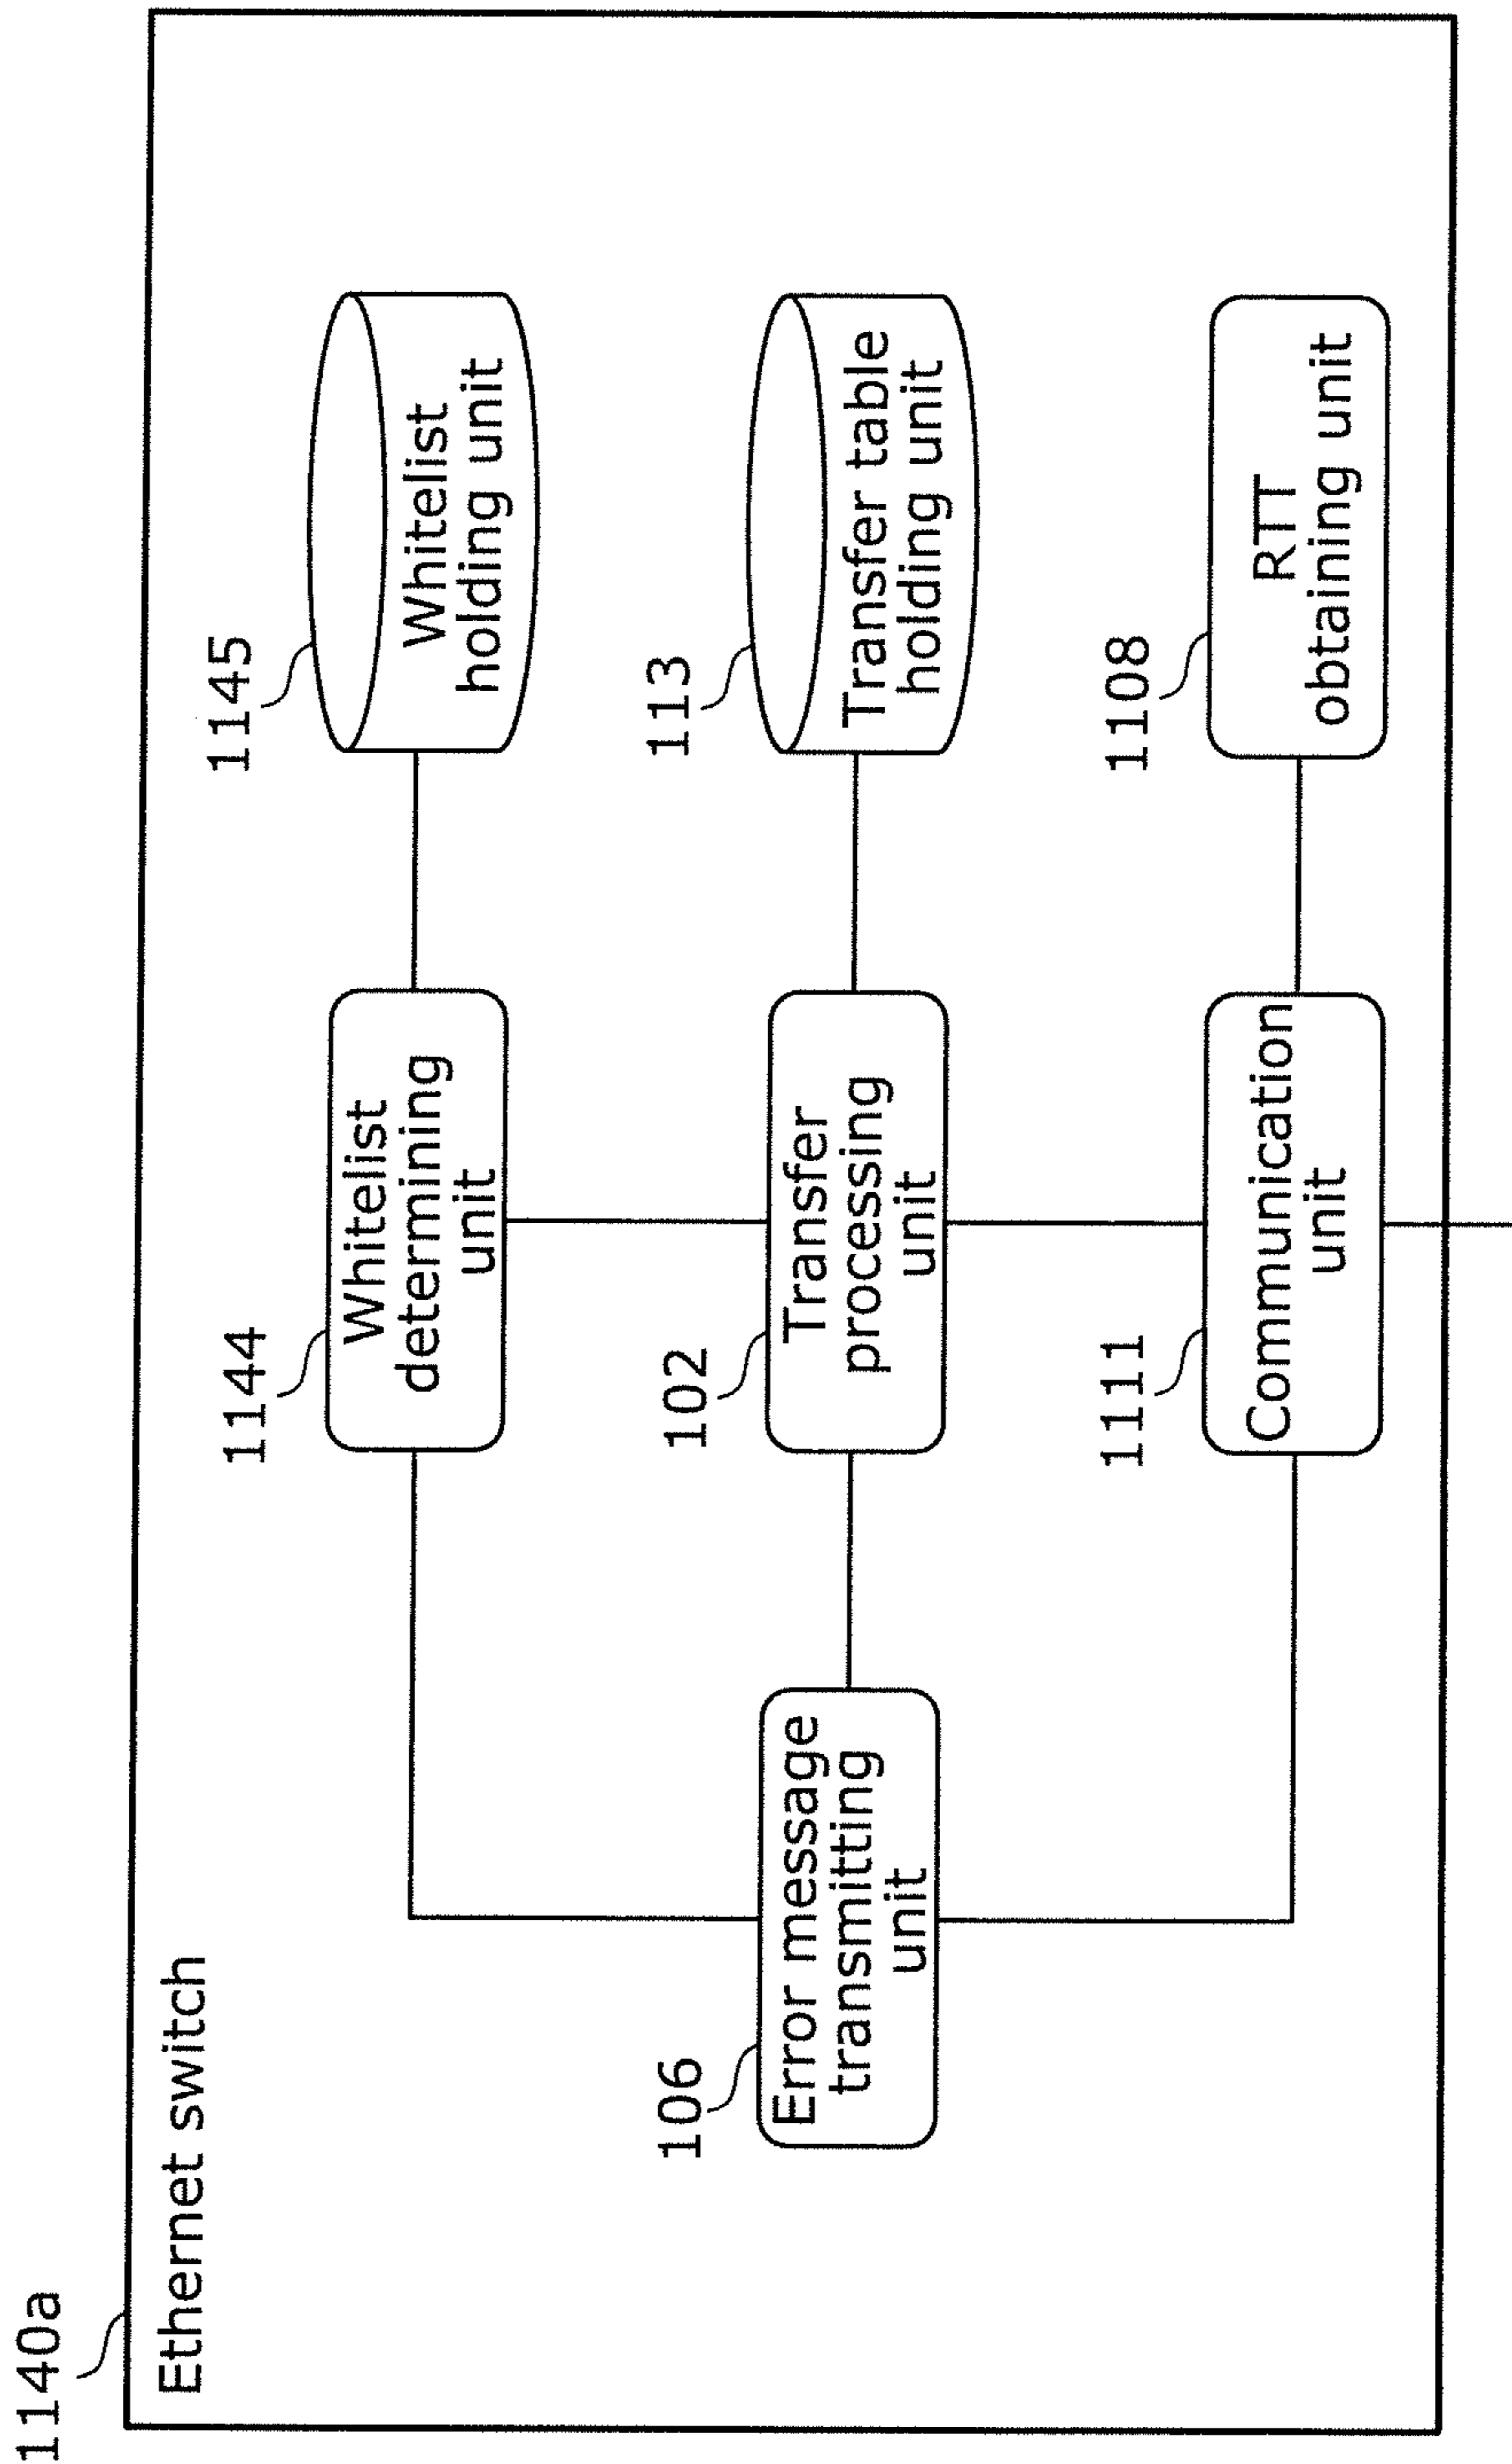 1140a
Ethernet switch
1144
Whitelist
determining
unit
1145
Whitelist
holding unit
106
Error message
transmitting
unit
102
Transfer
processing
unit
113
Transfer table
holding unit
1111
Communication
unit
1108
RTT
obtaining unit